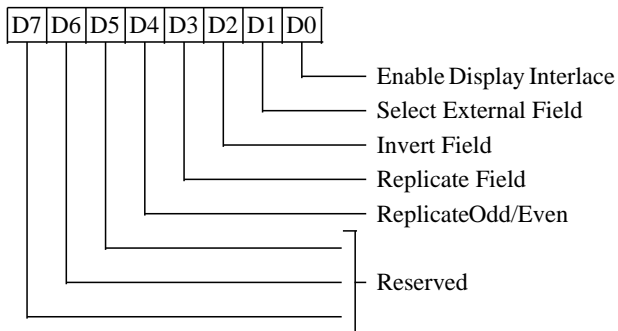 D7 D6 D5 D4 D3 D2 D1 D0
Enable Display Interlace
Select External Field
Invert Field
Replicate Field
ReplicateOdd/Even
Reserved